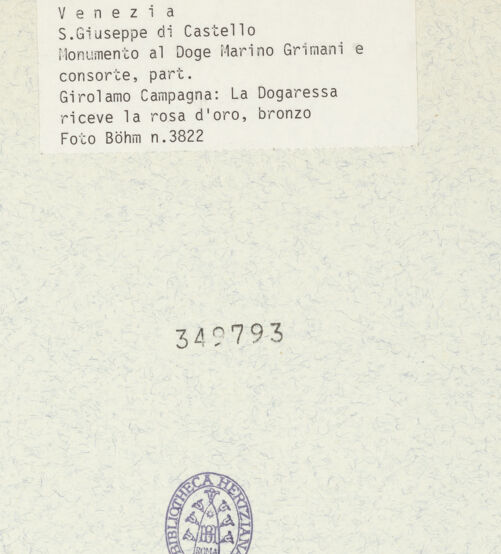 V e n e z i a
S.Giuseppe di Castello
Monumento al Doge Marino Grimani e
consorte, part.
Girolamo Campagna: La Dogaressa
riceve la rosa d'oro, bronzo
Foto Böhm n.3822
349793
BIBLIOTHECA HERTZIANA
ROMA